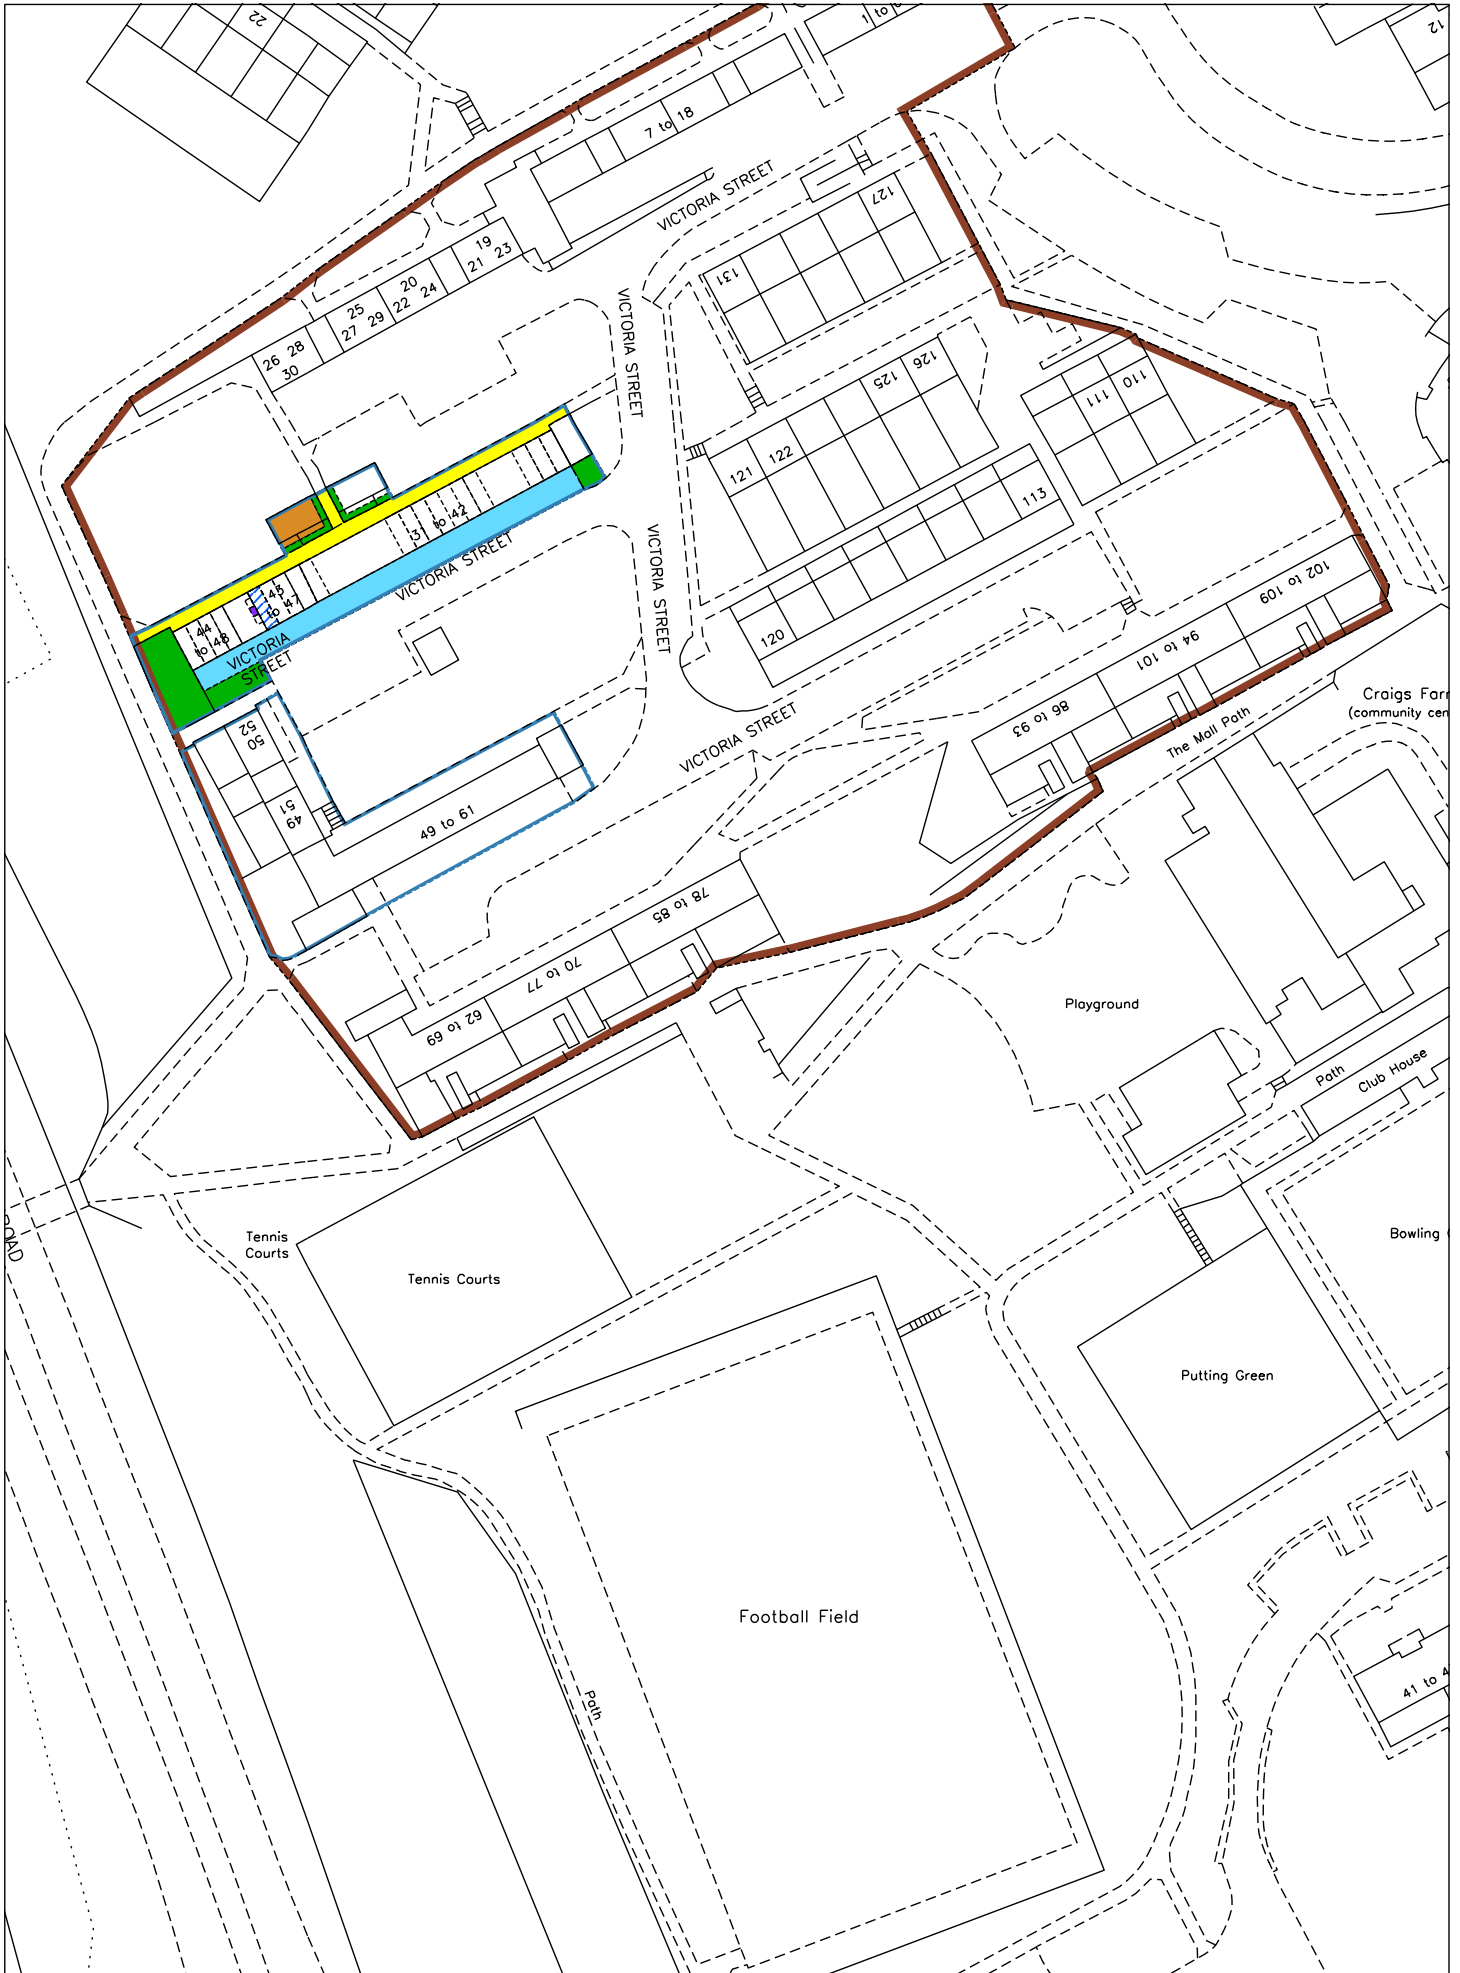 22
12
7 to 18
VICTORIA STREET
127
19
21 23
131
20
22 24
25
27 29
26 28
30
VICTORIA STREET
126
125
110
111
122
121
113
31 to 42
VICTORIA STREET
VICTORIA STREET
102 to 109
43
to 47
44
to 48
120
94 to 101
VICTORIA
STREET
Craigs Farm
(community cen
86 to 93
The Mall Path
50
52
VICTORIA STREET
49
51
49 to 61
78 to 85
70 to 77
62 to 69
Playground
Path
Club House
Tennis
Courts
Bowling
ROAD
Tennis Courts
Putting Green
Football Field
Path
41 to 4